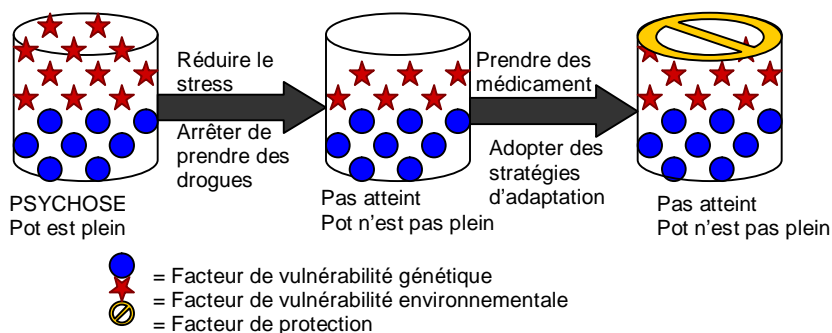 Réduire le
stress
Arrêter de
prendre des
drogues
Prendre des
médicament
Adopter des
stratégies
d'adaptation
PSYCHOSE
Pot est plein
Pas atteint
Pot n'est pas plein
Pas atteint
Pot n'est pas plein
= Facteur de vulnérabilité génétique
= Facteur de vulnérabilité environnementale
= Facteur de protection